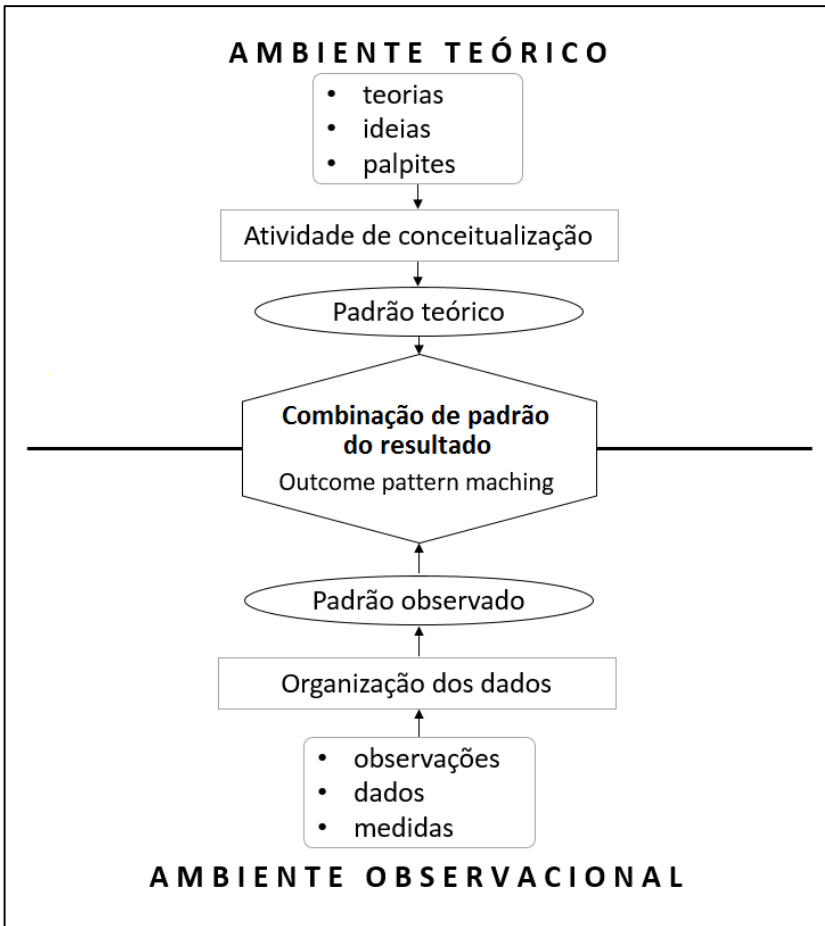 AMBIENTE TEÓRICO
• teorias
• ideias
• palpites
Atividade de conceitualização
Padrão teórico
Combinação de padrão
do resultado
Outcome pattern maching
Padrão observado
Organização dos dados
• observações
• dados
• medidas
AMBIENTE OBSERVACIONAL